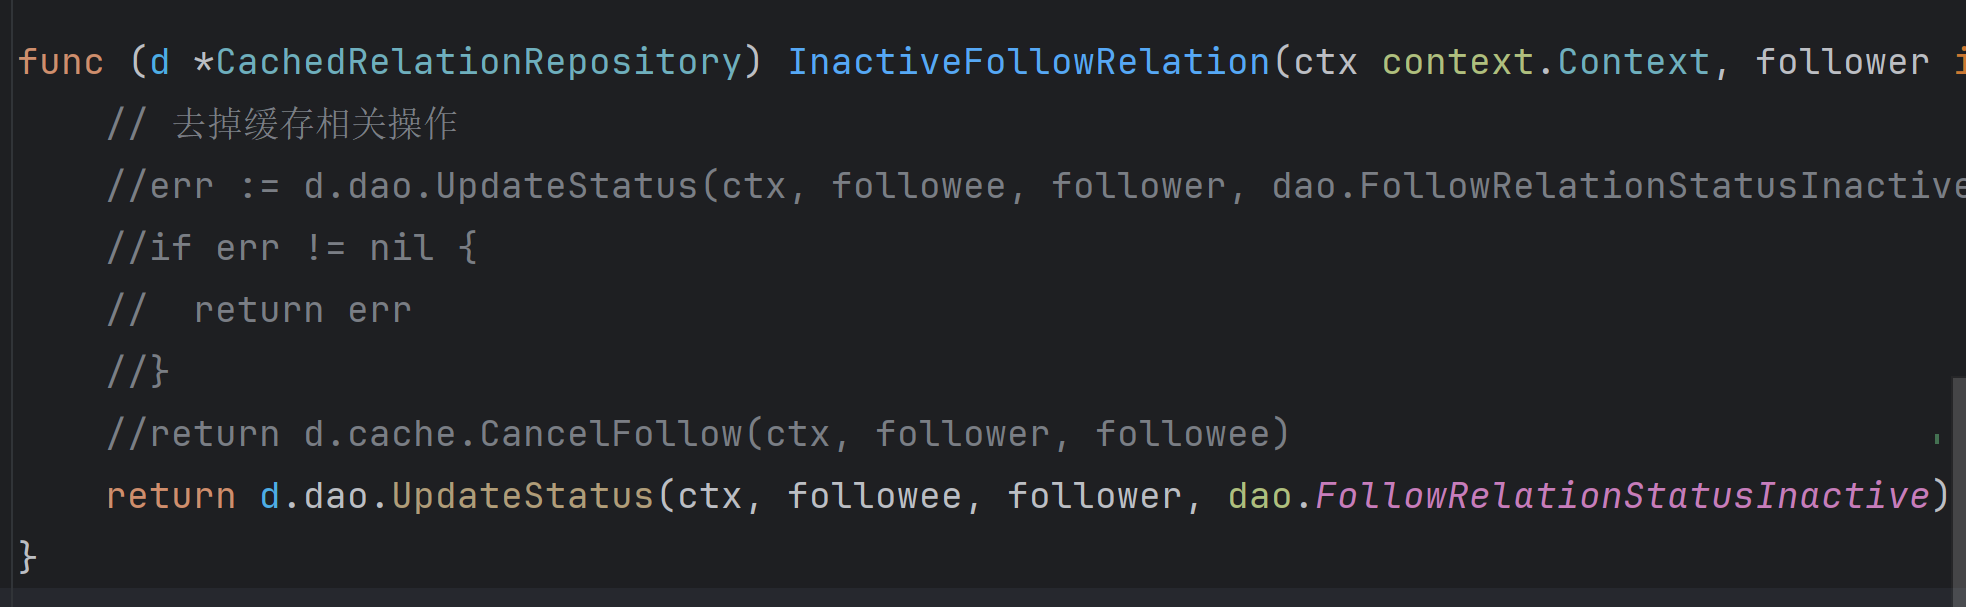 func (d *CachedRelationRepository) InactiveFollowRelation(ctx context.Context, follower
// 去掉缓存相关操作
//err := d.dao.UpdateStatus(ctx, followee, follower, dao.FollowRelationStatusInactive
//if err != nil {
//  return err
//}
//return d.cache.CancelFollow(ctx, follower, followee)
return d.dao.UpdateStatus(ctx, followee, follower, dao.FollowRelationStatusInactive)
}